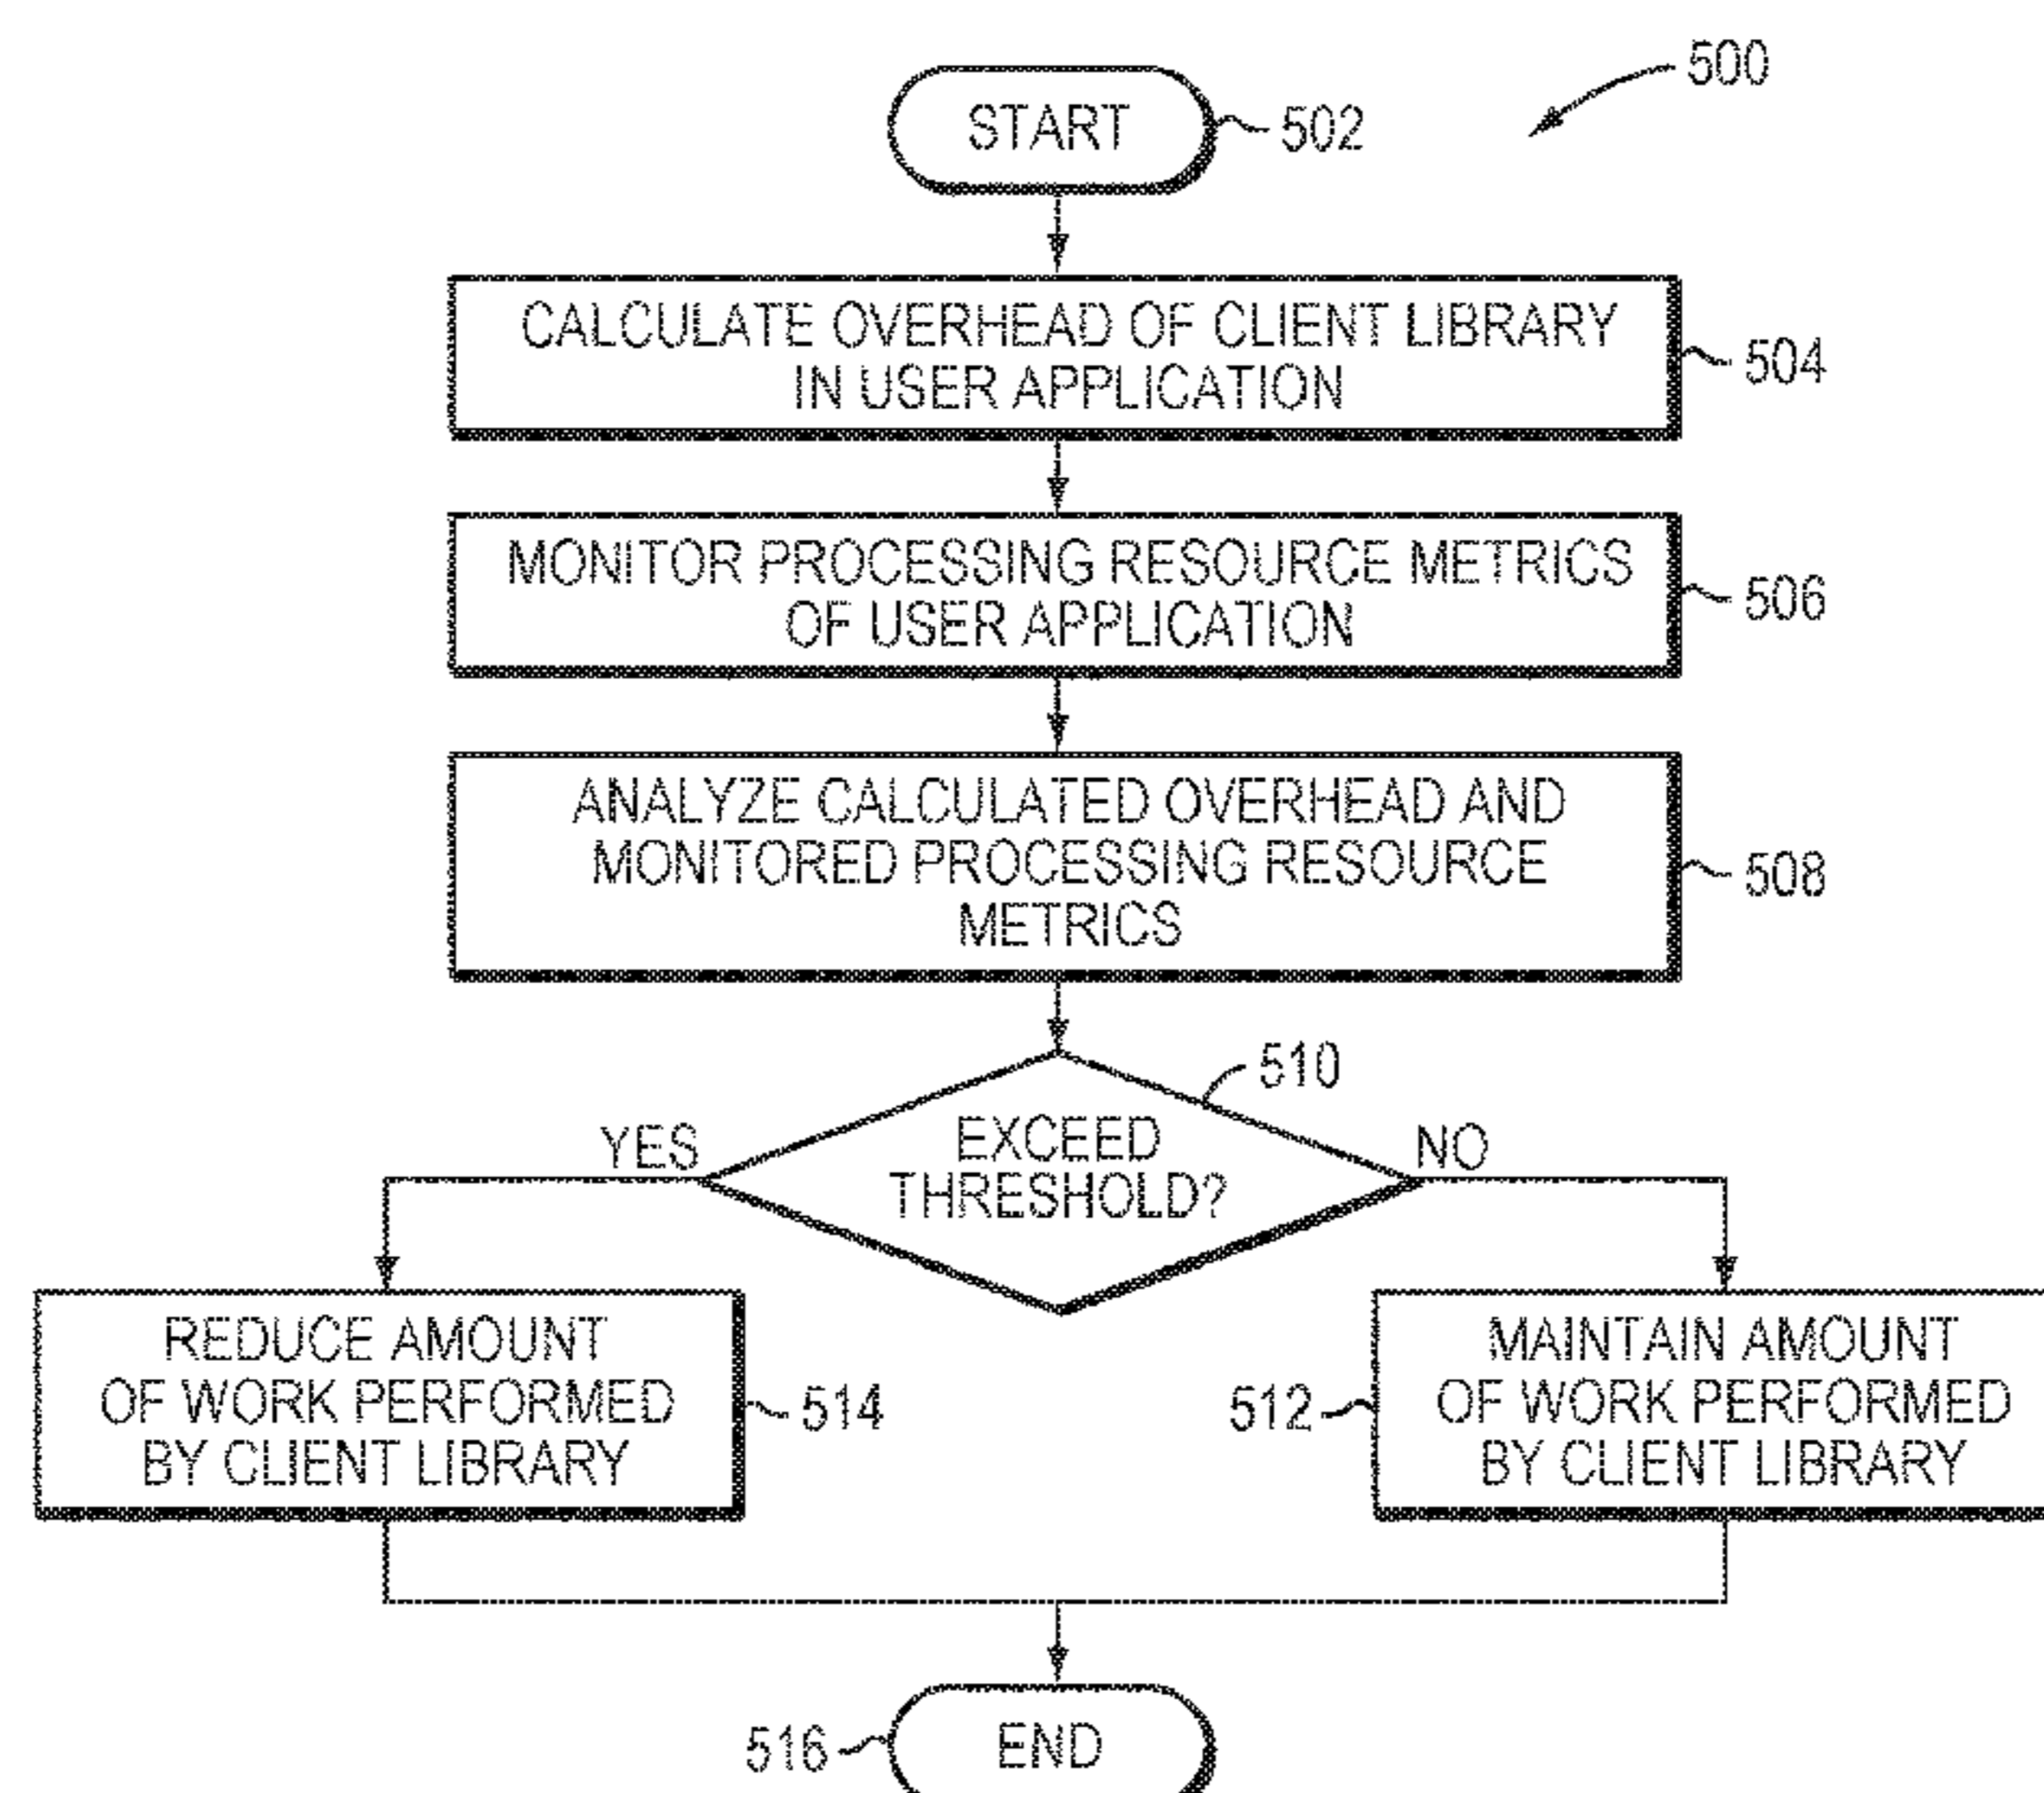 500
START
502
CALCULATE OVERHEAD OF CLIENT LIBRARY
IN USER APPLICATION
504
MONITOR PROCESSING RESOURCE METRICS
OF USER APPLICATION
506
ANALYZE CALCULATED OVERHEAD AND
MONITORED PROCESSING RESOURCE
METRICS
508
510
EXCEED
THRESHOLD?
YES
NO
REDUCE AMOUNT
OF WORK PERFORMED
BY CLIENT LIBRARY
514
512
MAINTAIN AMOUNT
OF WORK PERFORMED
BY CLIENT LIBRARY
516
END